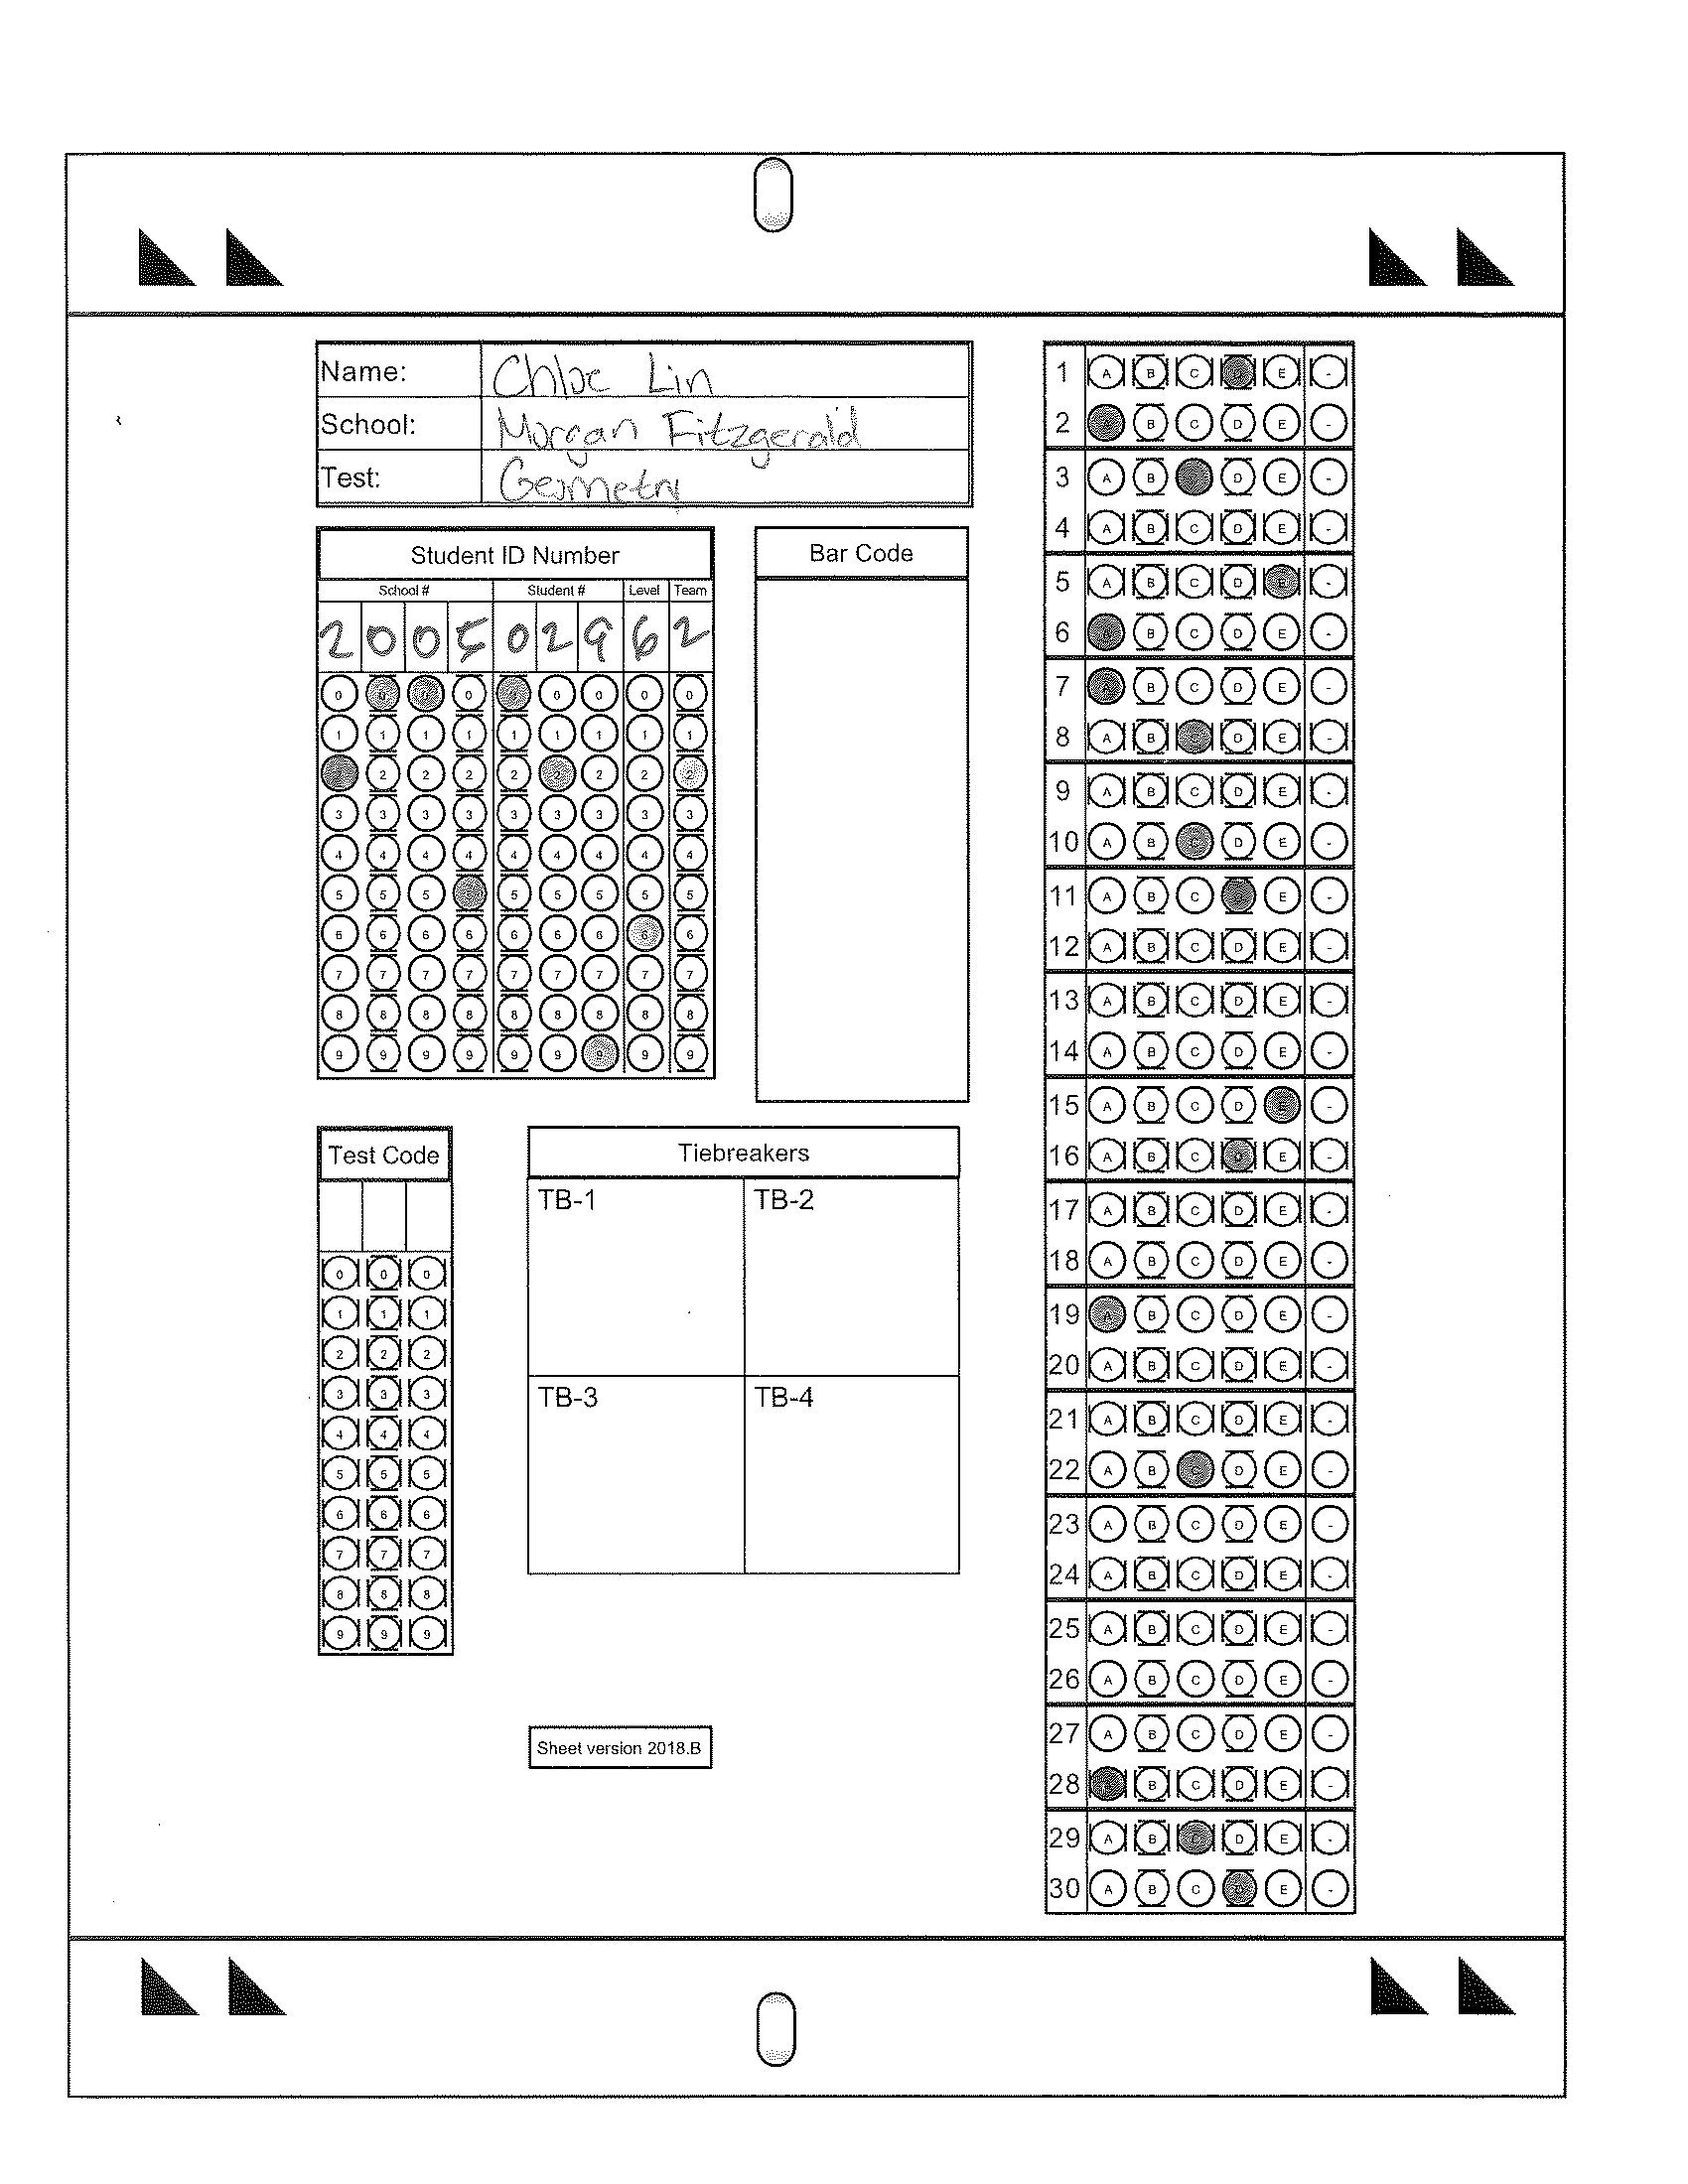 Name: Chloe Lin
School: Morgan Fitzgerald
Test: Geometry
Student ID Number
School # Student # Level Team
2 0 0 5 0 2 9 6 2
0 0 0 0 0 0 0 0 0
1 1 1 1 1 1 1 1 1
2 2 2 2 2 2 2 2 2
3 3 3 3 3 3 3 3 3
4 4 4 4 4 4 4 4 4
5 5 5 5 5 5 5 5 5
6 6 6 6 6 6 6 6 6
7 7 7 7 7 7 7 7 7
8 8 8 8 8 8 8 8 8
9 9 9 9 9 9 9 9 9
Bar Code
Test Code
0 0 0
1 1 1
2 2 2
3 3 3
4 4 4
5 5 5
6 6 6
7 7 7
8 8 8
9 9 9
Tiebreakers
TB-1 TB-2
TB-3 TB-4
Sheet version 2018.B
1 A B C D E -
2 A B C D E -
3 A B C D E -
4 A B C D E -
5 A B C D E -
6 A B C D E -
7 A B C D E -
8 A B C D E -
9 A B C D E -
10 A B C D E -
11 A B C D E -
12 A B C D E -
13 A B C D E -
14 A B C D E -
15 A B C D E -
16 A B C D E -
17 A B C D E -
18 A B C D E -
19 A B C D E -
20 A B C D E -
21 A B C D E -
22 A B C D E -
23 A B C D E -
24 A B C D E -
25 A B C D E -
26 A B C D E -
27 A B C D E -
28 A B C D E -
29 A B C D E -
30 A B C D E -